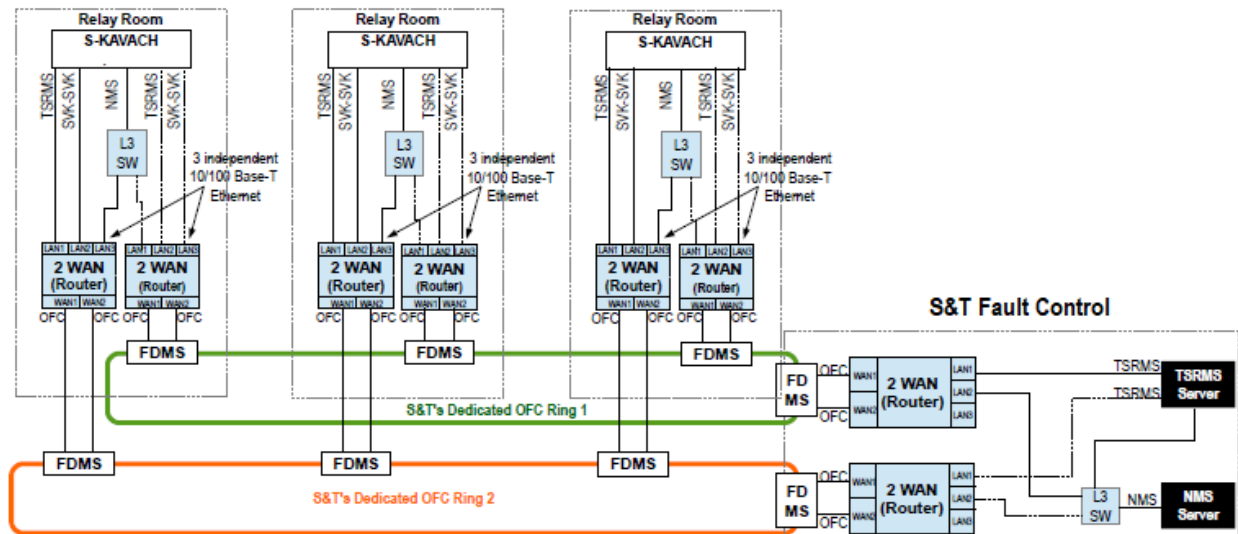 Relay Room
S-KAVACH
TSRMS
SVK-SVK
NMS
TSRMS
SVK-SVK
L3
SW
3 independent
10/100 Base-T
Ethernet
LAN1 LAN2 LAN3
2 WAN
(Router)
WAN1 WAN2
OFC OFC
LAN1 LAN2 LAN3
2 WAN
(Router)
WAN1 WAN2
OFC OFC
FDMS
FDMS
Relay Room
S-KAVACH
TSRMS
SVK-SVK
NMS
TSRMS
SVK-SVK
L3
SW
3 independent
10/100 Base-T
Ethernet
LAN1 LAN2 LAN3
2 WAN
(Router)
WAN1 WAN2
OFC OFC
LAN1 LAN2 LAN3
2 WAN
(Router)
WAN1 WAN2
OFC OFC
FDMS
FDMS
Relay Room
S-KAVACH
TSRMS
SVK-SVK
NMS
TSRMS
SVK-SVK
L3
SW
3 independent
10/100 Base-T
Ethernet
LAN1 LAN2 LAN3
2 WAN
(Router)
WAN1 WAN2
OFC OFC
LAN1 LAN2 LAN3
2 WAN
(Router)
WAN1 WAN2
OFC OFC
FDMS
FDMS
S&T's Dedicated OFC Ring 1
S&T's Dedicated OFC Ring 2
S&T Fault Control
FD
MS
OFC
OFC
WAN1
WAN2
2 WAN
(Router)
LAN1
LAN2
LAN3
TSRMS
TSRMS
TSRMS
Server
FD
MS
OFC
OFC
WAN1
WAN2
2 WAN
(Router)
LAN1
LAN2
LAN3
L3
SW
NMS
NMS
Server